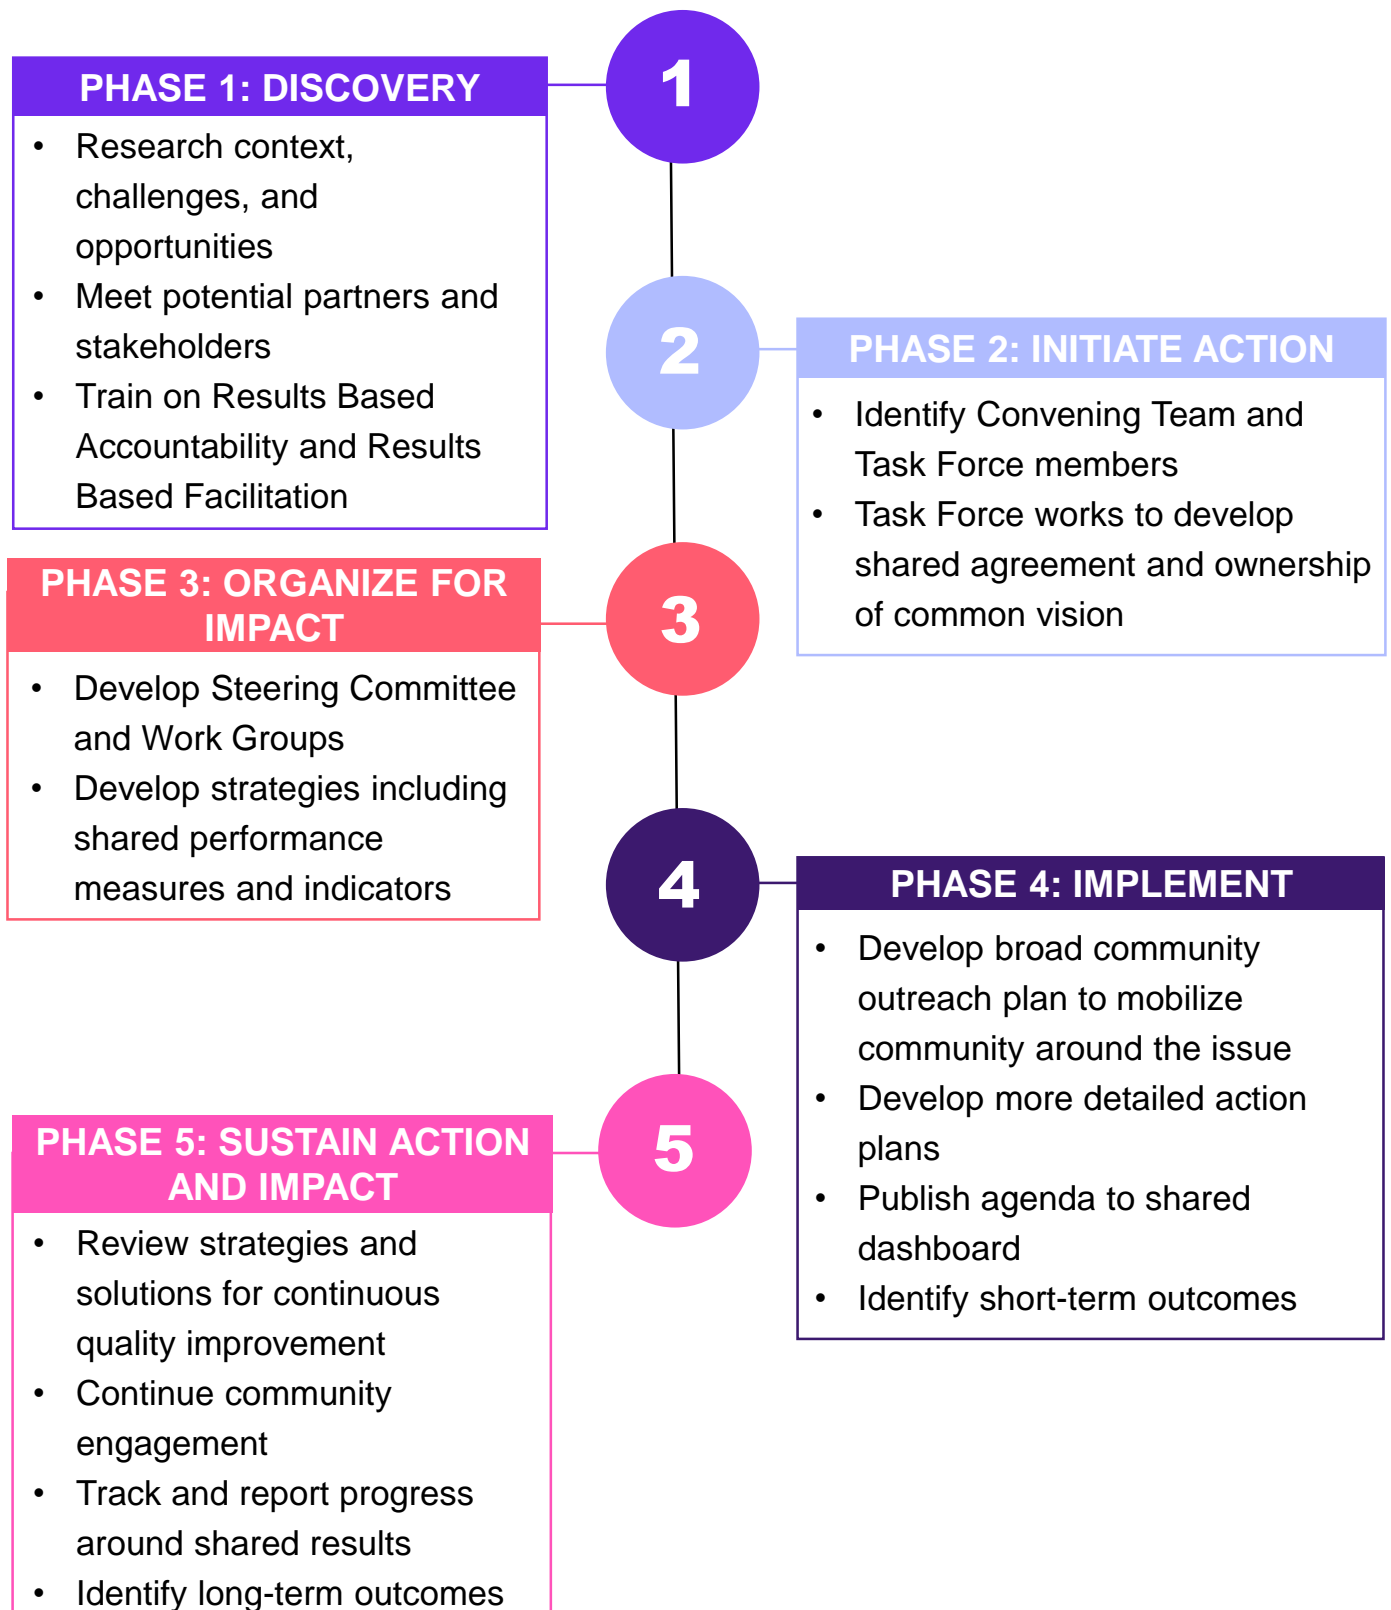 1
PHASE 1: DISCOVERY
• Research context,
challenges, and
opportunities
• Meet potential partners and
stakeholders
• Train on Results Based
Accountability and Results
Based Facilitation
2
PHASE 2: INITIATE ACTION
• Identify Convening Team and
Task Force members
• Task Force works to develop
shared agreement and ownership
of common vision
3
PHASE 3: ORGANIZE FOR
IMPACT
• Develop Steering Committee
and Work Groups
• Develop strategies including
shared performance
measures and indicators
4
PHASE 4: IMPLEMENT
• Develop broad community
outreach plan to mobilize
community around the issue
• Develop more detailed action
plans
• Publish agenda to shared
dashboard
• Identify short-term outcomes
5
PHASE 5: SUSTAIN ACTION
AND IMPACT
• Review strategies and
solutions for continuous
quality improvement
• Continue community
engagement
• Track and report progress
around shared results
• Identify long-term outcomes